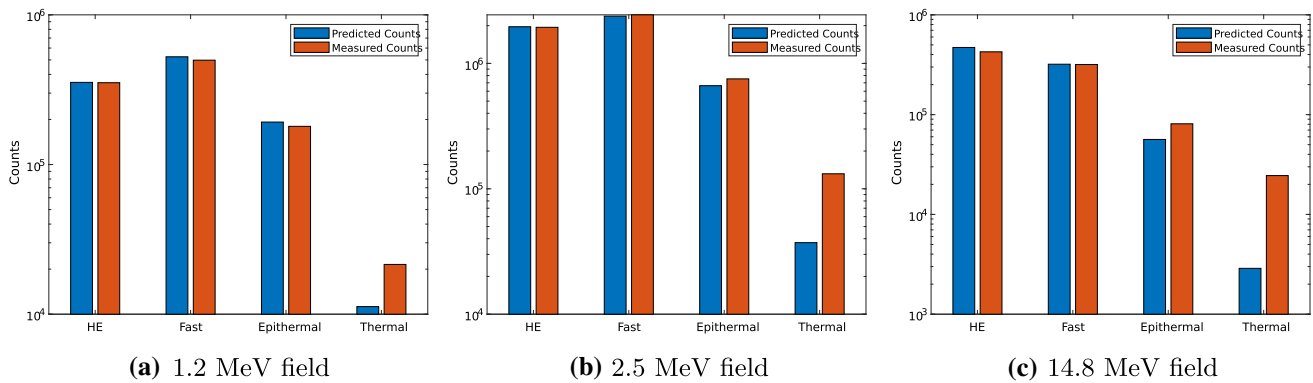 10^6
10^5
10^4
Counts
Predicted Counts
Measured Counts
HE Fast Epithermal Thermal
(a) 1.2 MeV field
10^6
10^5
10^4
Counts
Predicted Counts
Measured Counts
HE Fast Epithermal Thermal
(b) 2.5 MeV field
10^6
10^5
10^4
10^3
Counts
Predicted Counts
Measured Counts
HE Fast Epithermal Thermal
(c) 14.8 MeV field